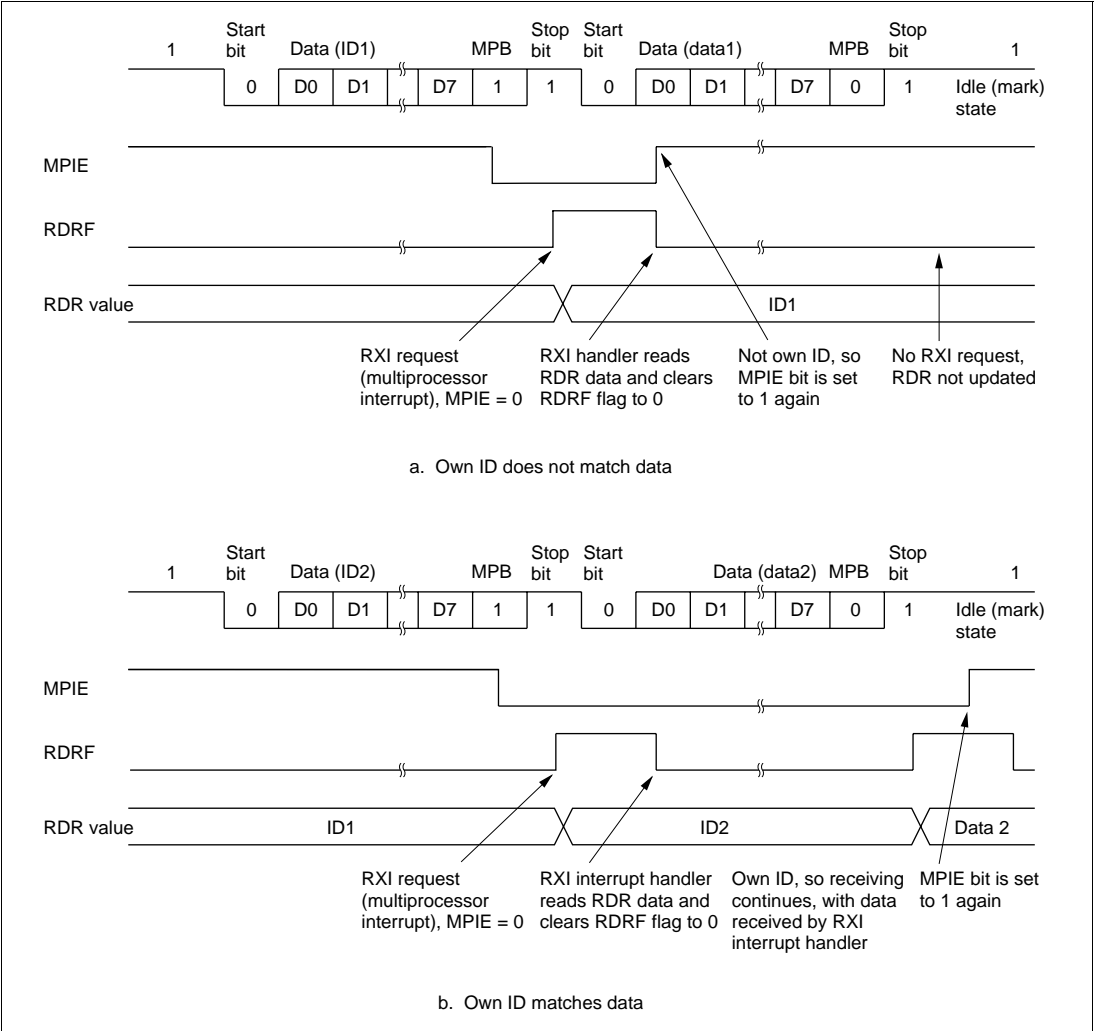 Start Stop Start Stop
1 bit Data (ID1) MPB bit bit Data (data1) MPB bit 1
0 D0 D1 D7 1 1 0 D0 D1 D7 0 1 Idle (mark)
state
MPIE
RDRF
RDR value ID1
RXI request RXI handler reads Not own ID, so No RXI request,
(multiprocessor RDR data and clears MPIE bit is set RDR not updated
interrupt), MPIE = 0 RDRF flag to 0 to 1 again
a. Own ID does not match data
Start Stop Start Stop
1 bit Data (ID2) MPB bit bit Data (data2) MPB bit 1
0 D0 D1 D7 1 1 0 D0 D1 D7 0 1 Idle (mark)
state
MPIE
RDRF
RDR value ID1 ID2 Data 2
RXI request RXI interrupt handler Own ID, so receiving MPIE bit is set
(multiprocessor reads RDR data and continues, with data to 1 again
interrupt), MPIE = 0 clears RDRF flag to 0 received by RXI
interrupt handler
b. Own ID matches data